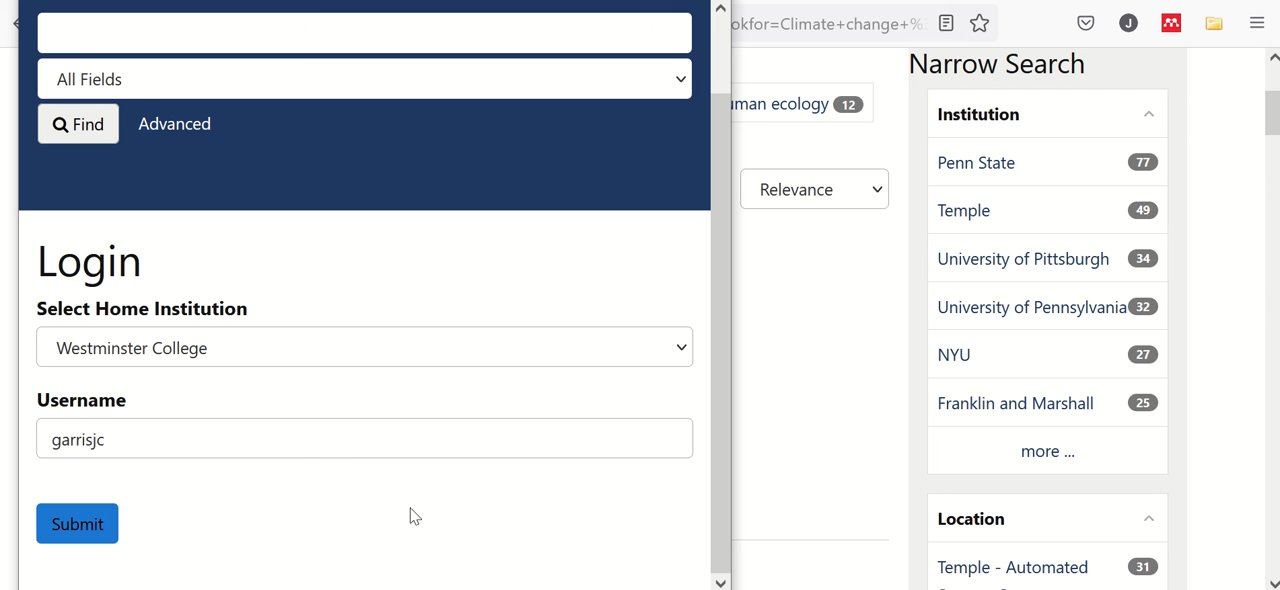 All Fields
Find
Advanced
Login
Select Home Institution
Westminster College
Username
garrisjc
Submit
okfor=Climate+change+%
J
uman ecology 12
Relevance
Narrow Search
Institution
Penn State 77
Temple 49
University of Pittsburgh 34
University of Pennsylvania 32
NYU 27
Franklin and Marshall 25
more ...
Location
Temple - Automated 31